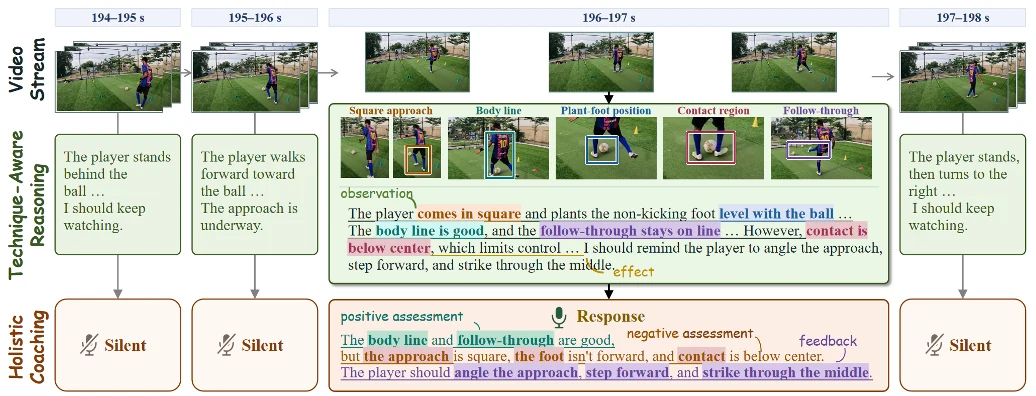 194–195 s
195–196 s
196–197 s
197–198 s
Video
Stream
Square approach
Body line
Plant-foot position
Contact region
Follow-through
Technique-Aware
Reasoning
The player stands
behind the
ball …
I should keep
watching.
The player walks
forward toward
the ball …
The approach is
underway.
observation
The player comes in square and plants the non-kicking foot level with the ball …
The body line is good, and the follow-through stays on line … However, contact is
below center, which limits control … I should remind the player to angle the approach,
step forward, and strike through the middle.
effect
The player stands,
then turns to the
right …
I should keep
watching.
Holistic
Coaching
Silent
Silent
Response
positive assessment
The body line and follow-through are good,
negative assessment
but the approach is square, the foot isn't forward, and contact is below center.
feedback
The player should angle the approach, step forward, and strike through the middle.
Silent